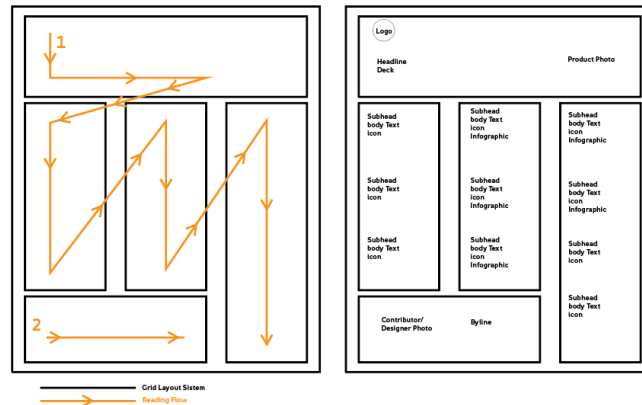 1
2
Grid Layout Sistem
Reading Flow
Logo
Headline
Deck
Product Photo
Subhead
body Text
icon
Subhead
body Text
icon
Subhead
body Text
icon
Subhead
body Text
icon
Infographic
Subhead
body Text
icon
Infographic
Subhead
body Text
icon
Infographic
Subhead
body Text
icon
Infographic
Subhead
body Text
icon
Infographic
Subhead
body Text
icon
Subhead
body Text
icon
Contributor/
Designer Photo
Byline